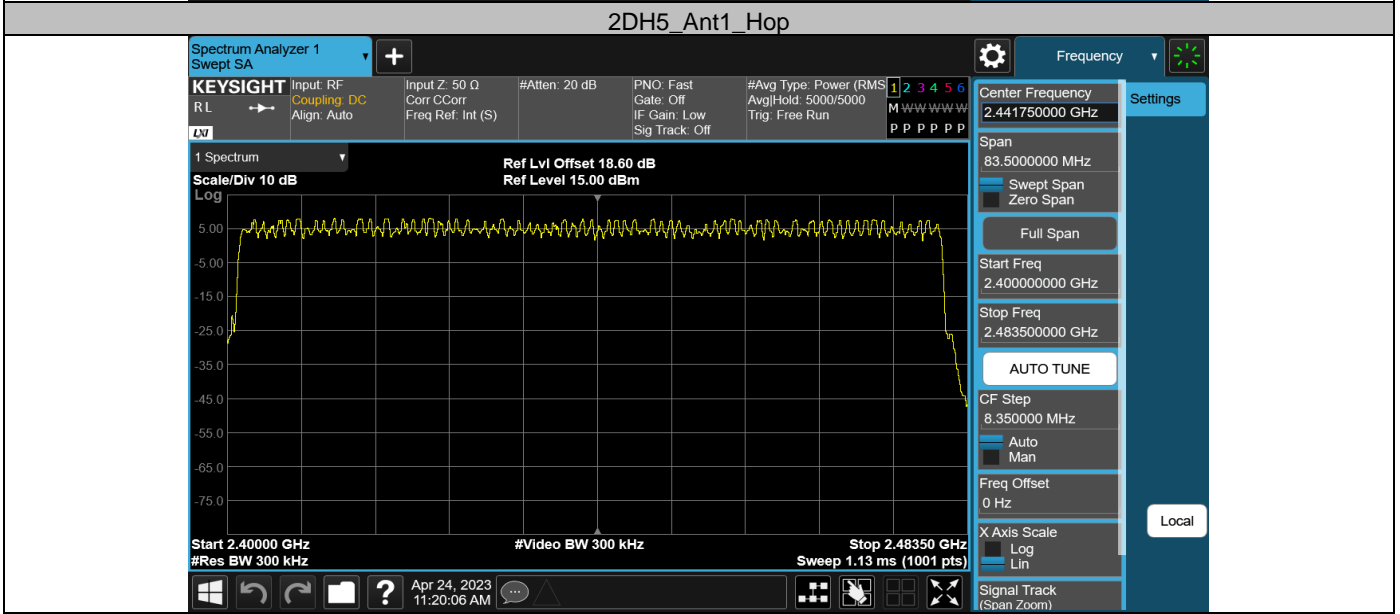 2DH5_Ant1_Hop
Spectrum Analyzer 1
Swept SA
Frequency
KEYSIGHT
RL
LXI
Input: RF
Coupling: DC
Align: Auto
Input Z: 50 Ω
Corr CCorr
Freq Ref: Int (S)
#Atten: 20 dB
PNO: Fast
Gate: Off
IF Gain: Low
Sig Track: Off
#Avg Type: Power (RMS
Avg|Hold: 5000/5000
Trig: Free Run
1 2 3 4 5 6
M W W W W W
P P P P P P
1 Spectrum
Scale/Div 10 dB
Log
Ref Lvl Offset 18.60 dB
Ref Level 15.00 dBm
5.00
-5.00
-15.0
-25.0
-35.0
-45.0
-55.0
-65.0
-75.0
Start 2.40000 GHz
#Res BW 300 kHz
#Video BW 300 kHz
Stop 2.48350 GHz
Sweep 1.13 ms (1001 pts)
Apr 24, 2023
11:20:06 AM
Center Frequency
2.441750000 GHz
Span
83.5000000 MHz
Swept Span
Zero Span
Full Span
Start Freq
2.400000000 GHz
Stop Freq
2.483500000 GHz
AUTO TUNE
CF Step
8.350000 MHz
Auto
Man
Freq Offset
0 Hz
X Axis Scale
Log
Lin
Signal Track
(Span Zoom)
Settings
Local